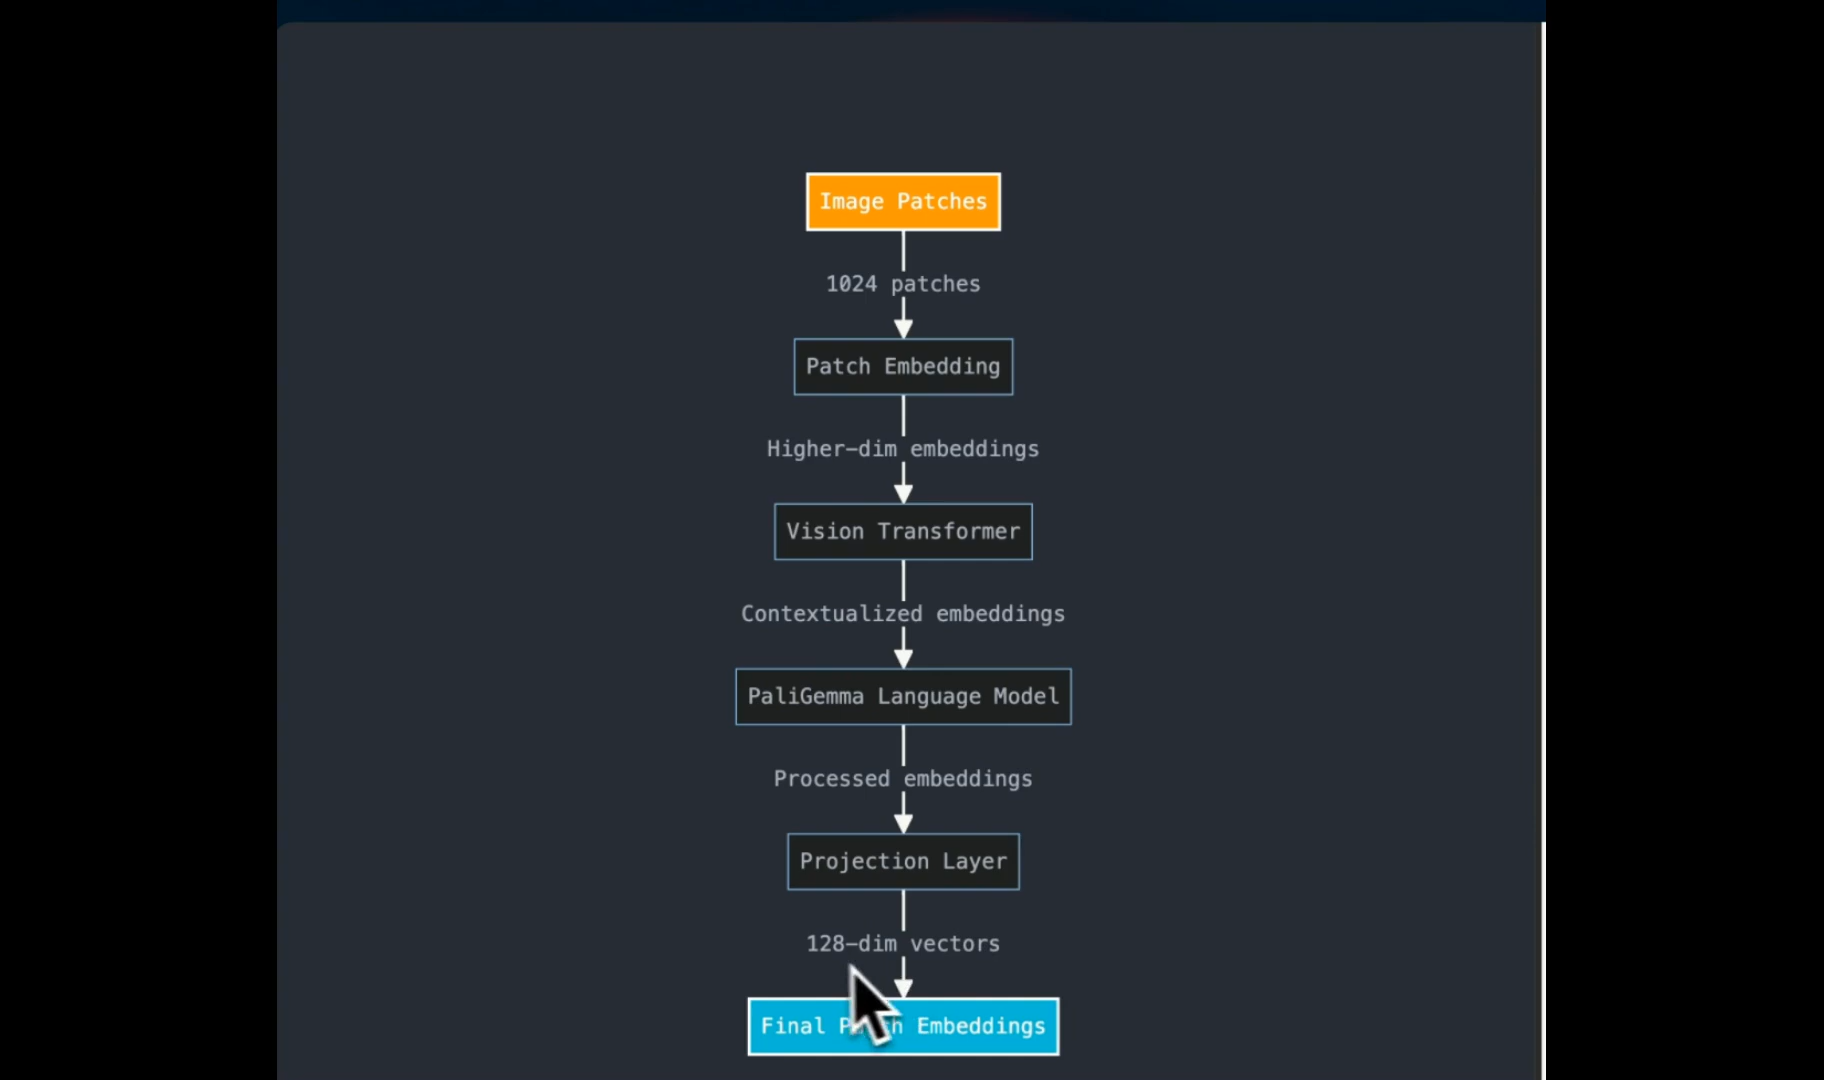 Image Patches
1024 patches
Patch Embedding
Higher-dim embeddings
Vision Transformer
Contextualized embeddings
PaliGemma Language Model
Processed embeddings
Projection Layer
128-dim vectors
Final Patch Embeddings